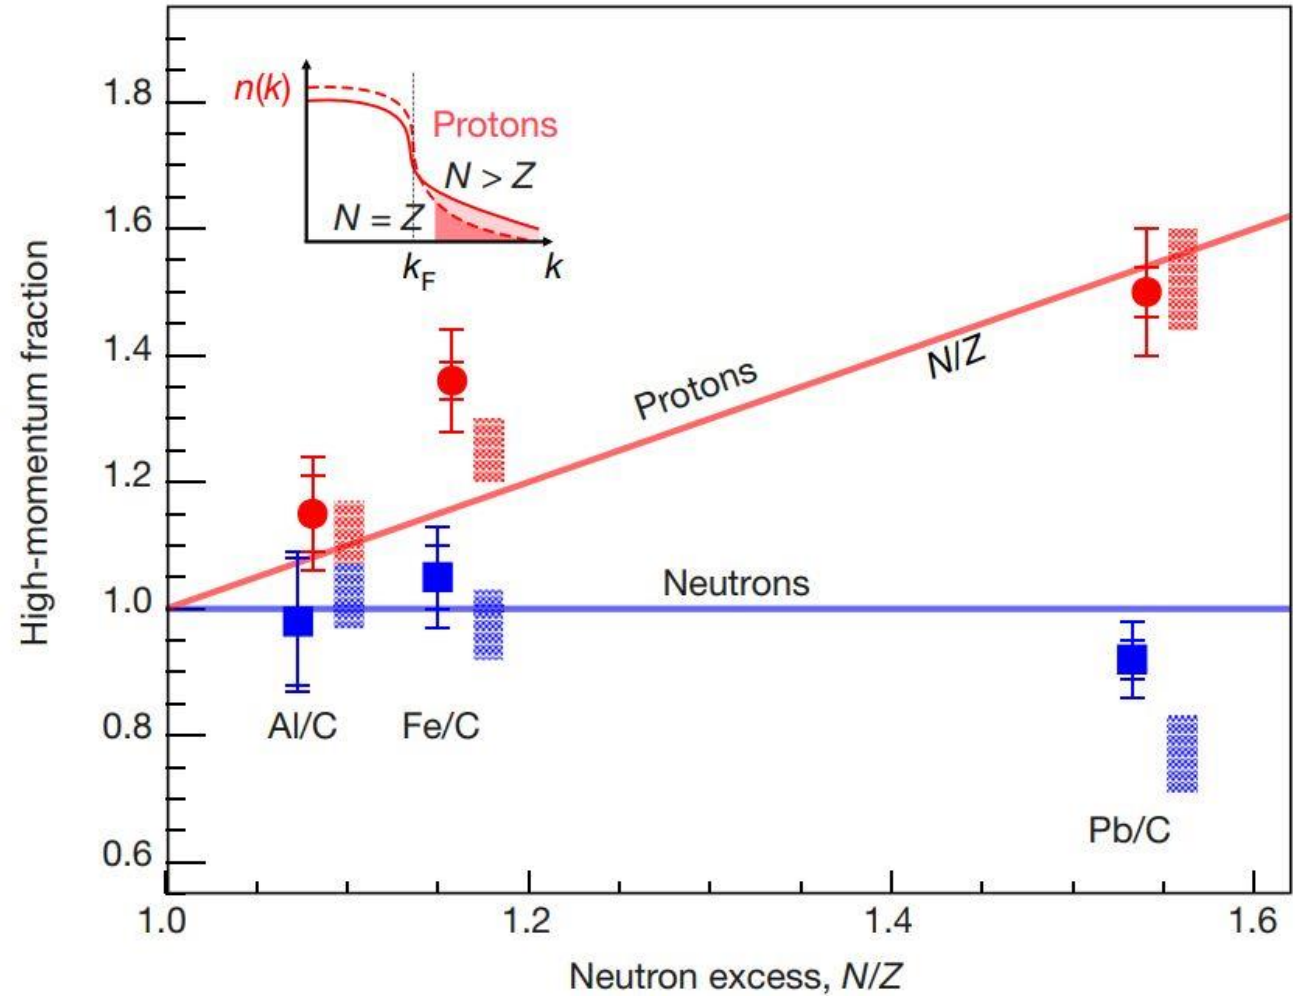 High-momentum fraction
1.8
1.6
1.4
1.2
1.0
0.8
0.6
n(k)
Protons
N > Z
N = Z
kF
k
Protons
N/Z
Neutrons
Al/C
Fe/C
Pb/C
1.0
1.2
1.4
1.6
Neutron excess, N/Z